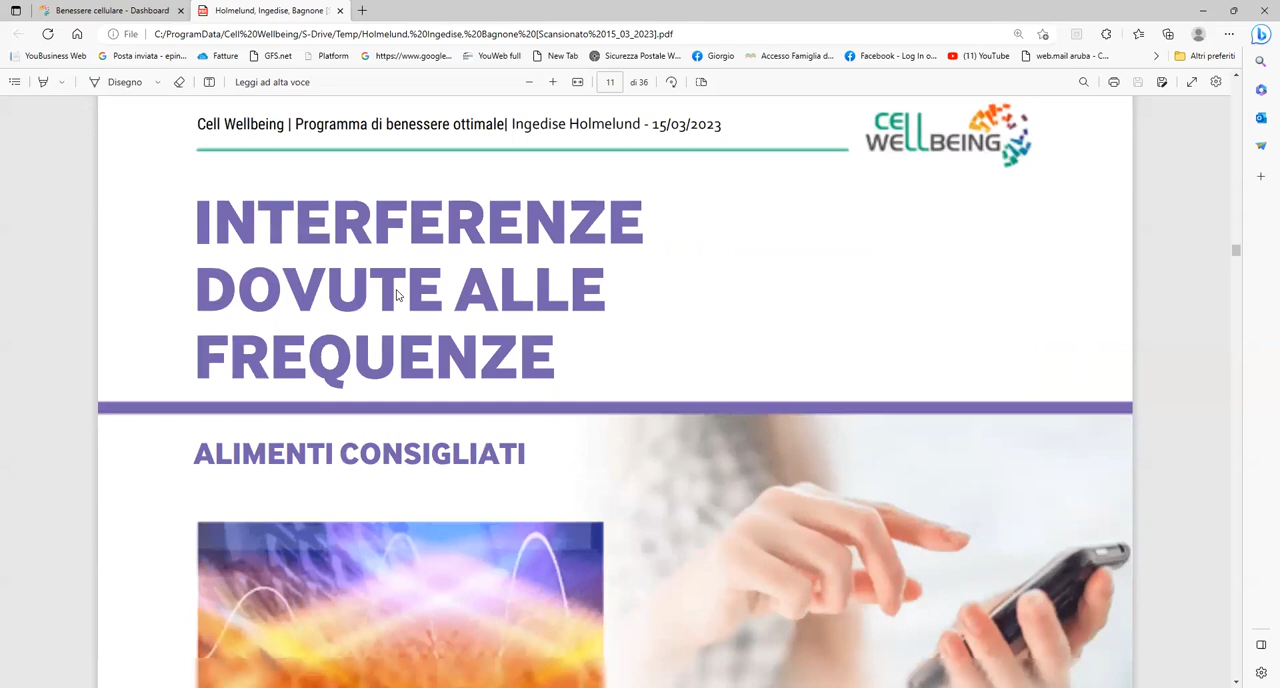 Benessere cellulare - Dashboard
Holmelund, Ingedise, Bagnone [S
File C:/ProgramData/Cell%20Wellbeing/S-Drive/Temp/Holmelund,%20Ingedise,%20Bagnone%20[Scansionato%2015_03_2023].pdf
YouBusiness Web Posta inviata - epin... Fatture GFS.net Platform https://www.google... YouWeb full New Tab Sicurezza Postale W... Giorgio Accesso Famiglia d... Facebook - Log In o... (11) YouTube web.mail aruba - C... Altri preferiti
Disegno Leggi ad alta voce 11 di 36
Cell Wellbeing | Programma di benessere ottimale| Ingedise Holmelund - 15/03/2023
CELL
WELLBEING
INTERFERENZE
DOVUTE ALLE
FREQUENZE
ALIMENTI CONSIGLIATI